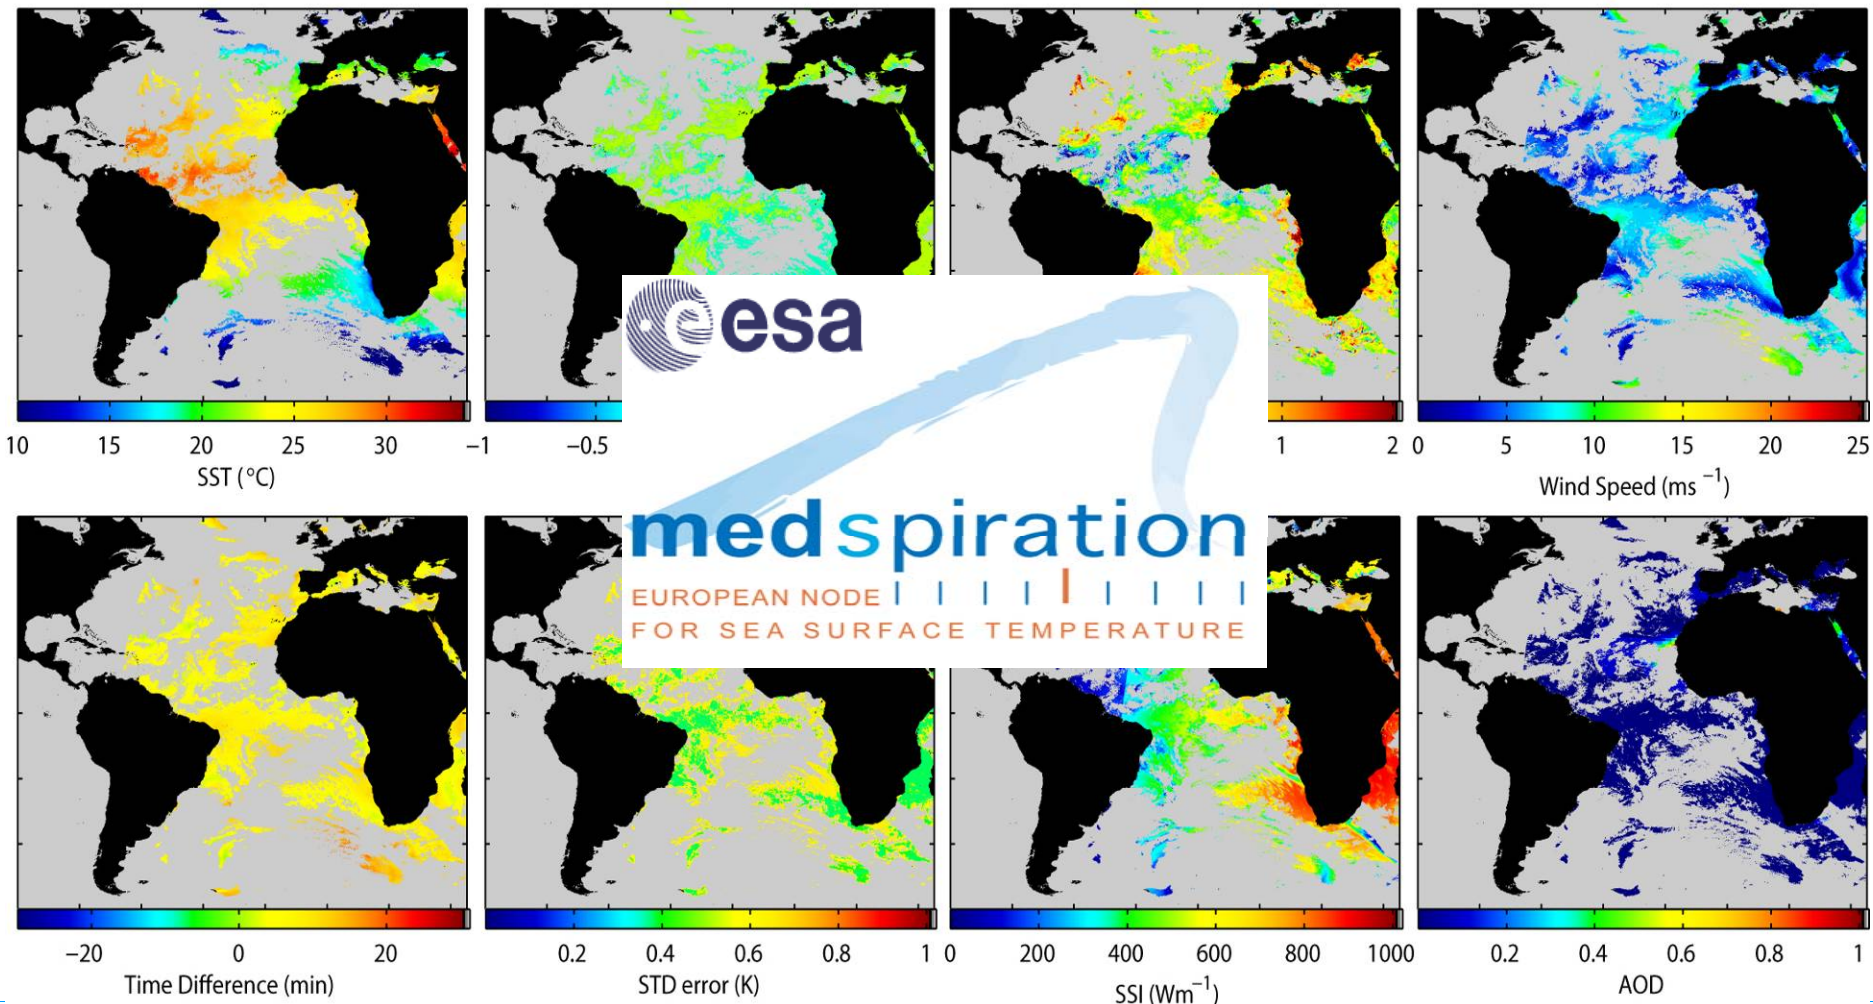 esa
medspiration
EUROPEAN NODE
FOR SEA SURFACE TEMPERATURE
10 15 20 25 30
SST (°C)
−1 −0.5
1 2
0 5 10 15 20 25
Wind Speed (ms −1)
−20 0 20
Time Difference (min)
0.2 0.4 0.6 0.8 1
STD error (K)
0 200 400 600 800 1000
SSI (Wm−1)
0.2 0.4 0.6 0.8 1
AOD